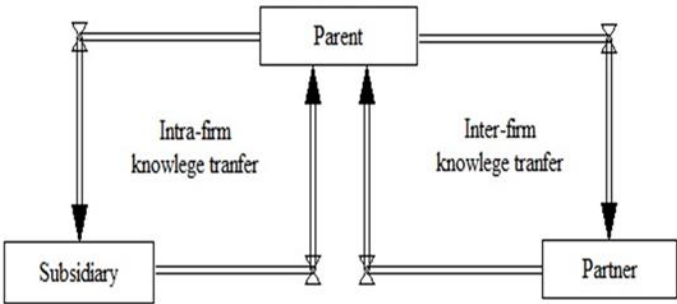 Parent
Intra-firm
knowlege tranfer
Inter-firm
knowlege tranfer
Subsidiary
Partner